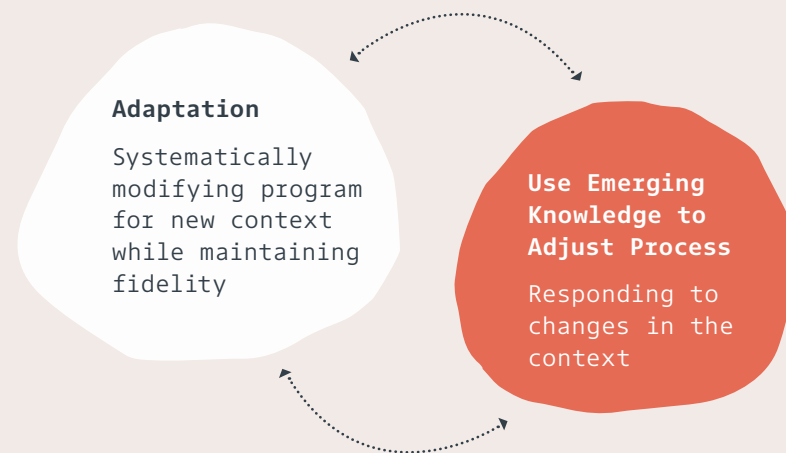 Adaptation
Systematically
modifying program
for new context
while maintaining
fidelity
Use Emerging
Knowledge to
Adjust Process
Responding to
changes in the
context